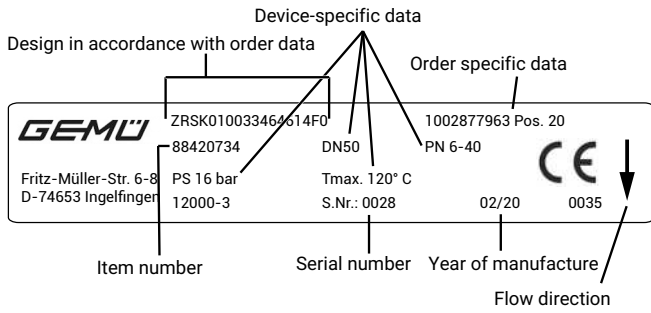 Device-specific data
Design in accordance with order data
Order specific data
GEMÜ
ZRSK010033464614F0
1002877963 Pos. 20
88420734
DN50
PN 6-40
CE
Fritz-Müller-Str. 6-8
D-74653 Ingelfingen
PS 16 bar
Tmax. 120° C
12000-3
S.Nr.: 0028
02/20
0035
Item number
Serial number
Year of manufacture
Flow direction